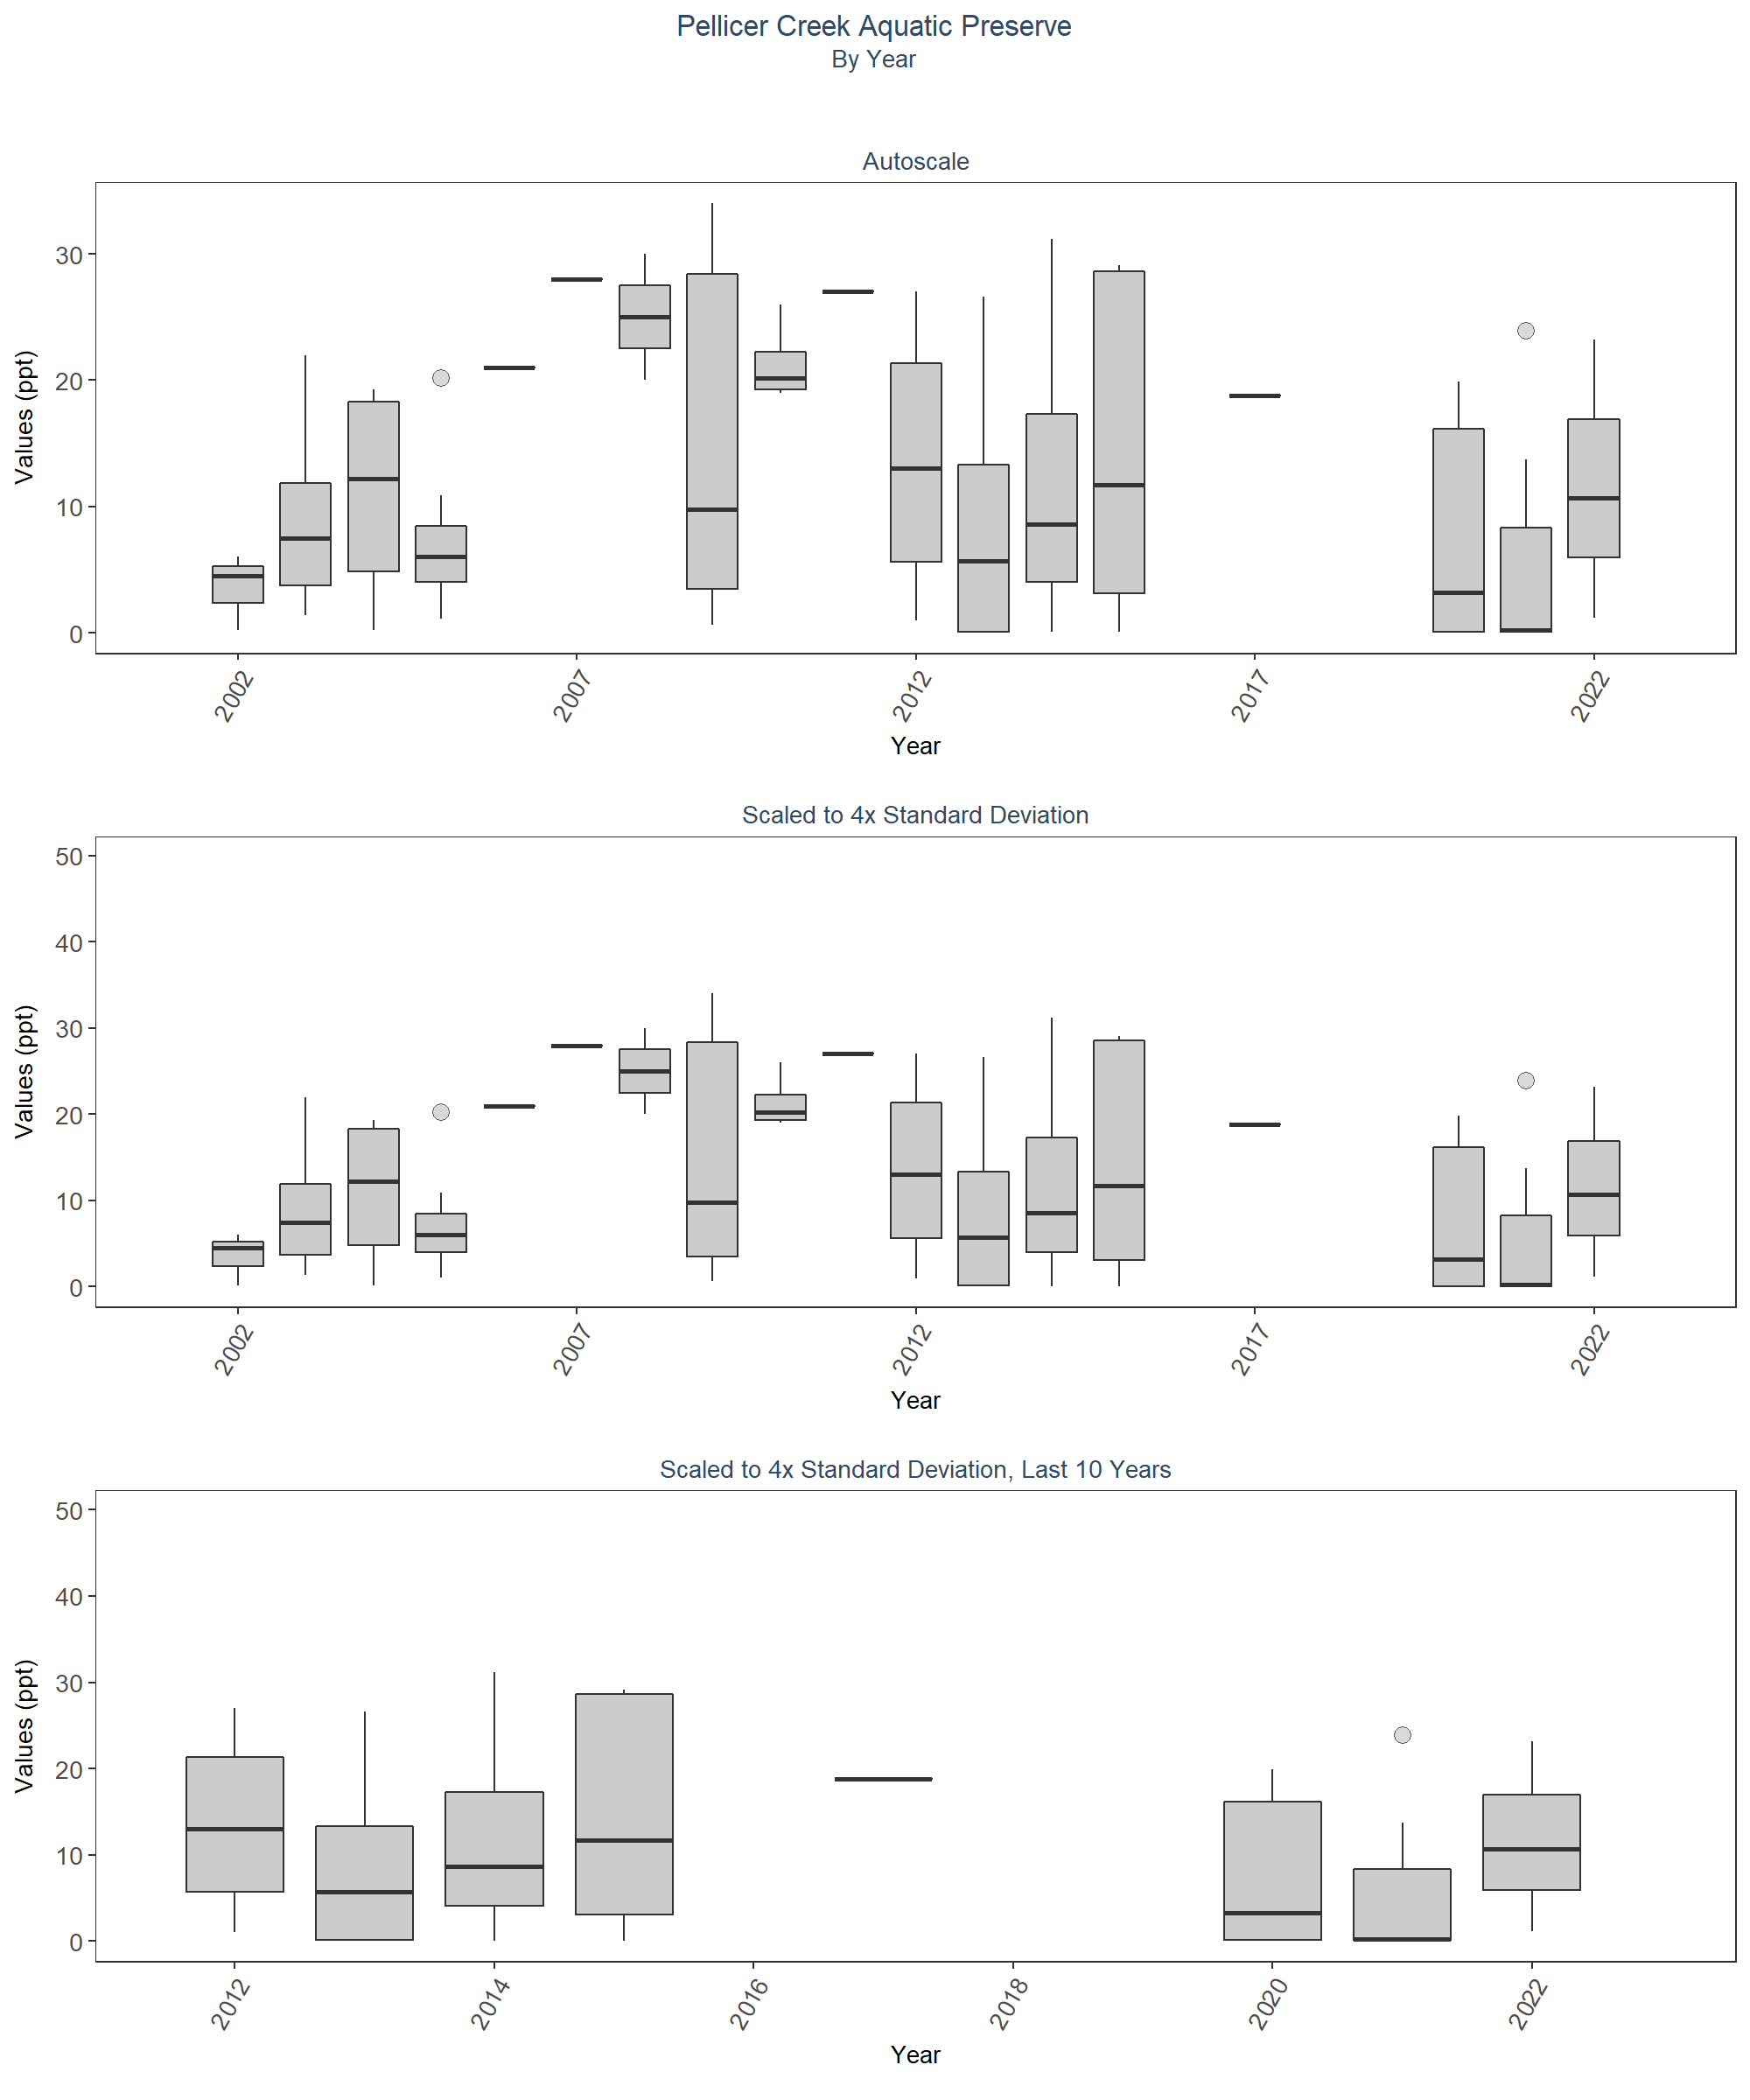 Pellicer Creek Aquatic Preserve
By Year
Autoscale
Values (ppt)
30
20
10
0
2002
2007
2012
2017
2022
Year
Scaled to 4x Standard Deviation
Values (ppt)
50
40
30
20
10
0
2002
2007
2012
2017
2022
Year
Scaled to 4x Standard Deviation, Last 10 Years
Values (ppt)
50
40
30
20
10
0
2012
2014
2016
2018
2020
2022
Year